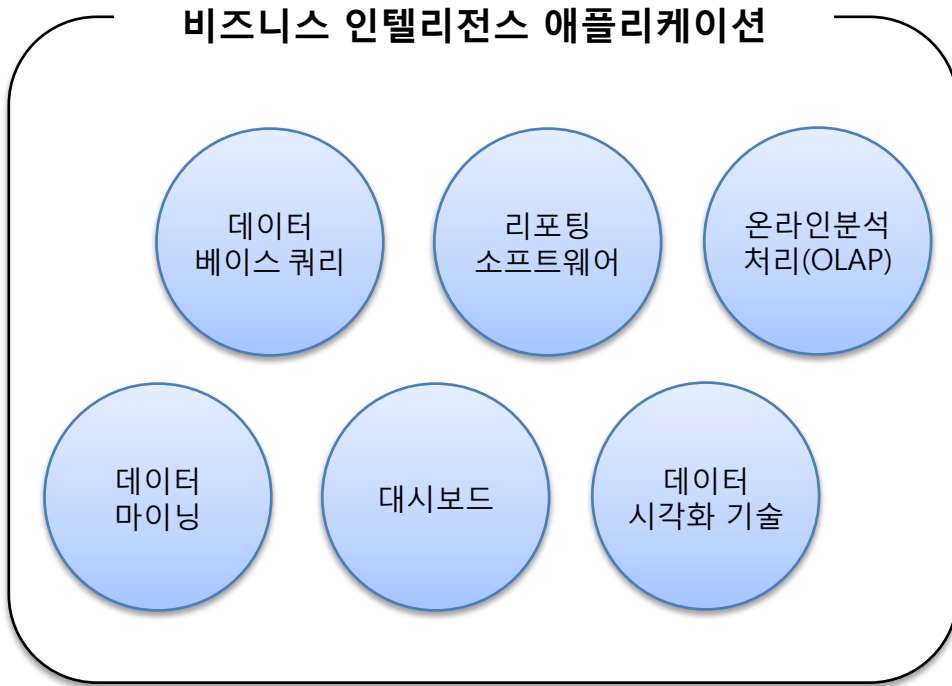 비즈니스 인텔리전스 애플리케이션
데이터
베이스 쿼리
리포팅
소프트웨어
온라인분석
처리(OLAP)
데이터
마이닝
대시보드
데이터
시각화 기술